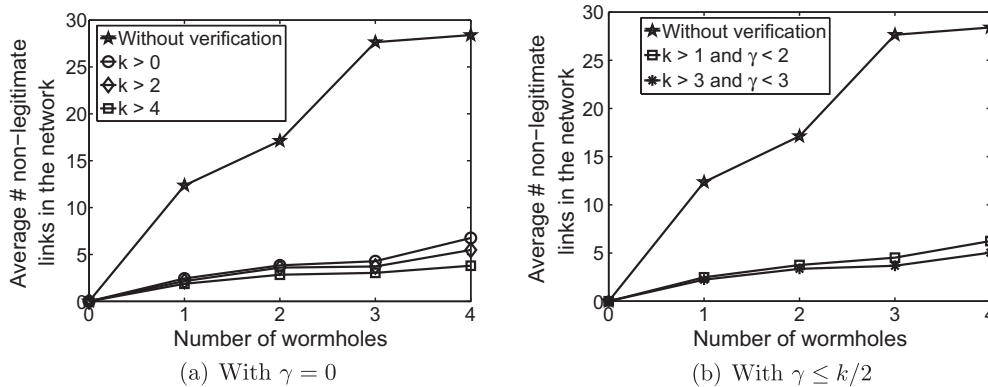 Average # non-legitimate
links in the network
30
25
20
15
10
5
0
Without verification
k > 0
k > 2
k > 4
0
1
2
3
4
Number of wormholes
(a) With γ = 0
Average # non-legitimate
links in the network
30
25
20
15
10
5
0
Without verification
k > 1 and γ < 2
k > 3 and γ < 3
0
1
2
3
4
Number of wormholes
(b) With γ ≤ k/2